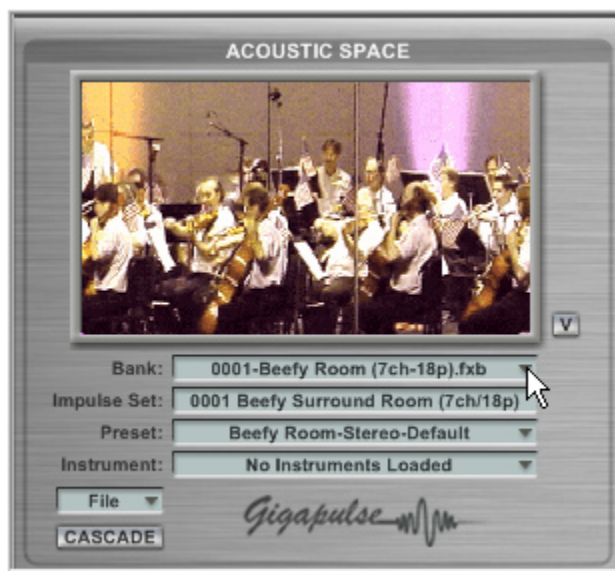 ACOUSTIC SPACE
V
Bank: 0001-Beefy Room (7ch-18p).fxb
Impulse Set: 0001 Beefy Surround Room (7ch/18p)
Preset: Beefy Room-Stereo-Default
Instrument: No Instruments Loaded
File
Gigapulse
CASCADE